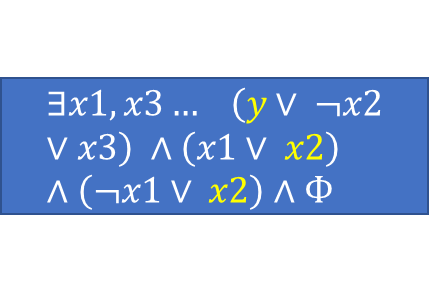 ∃x1, x3 ... (y ∨ ¬x2
∨ x3) ∧ (x1 ∨ x2)
∧ (¬x1 ∨ x2) ∧ Φ